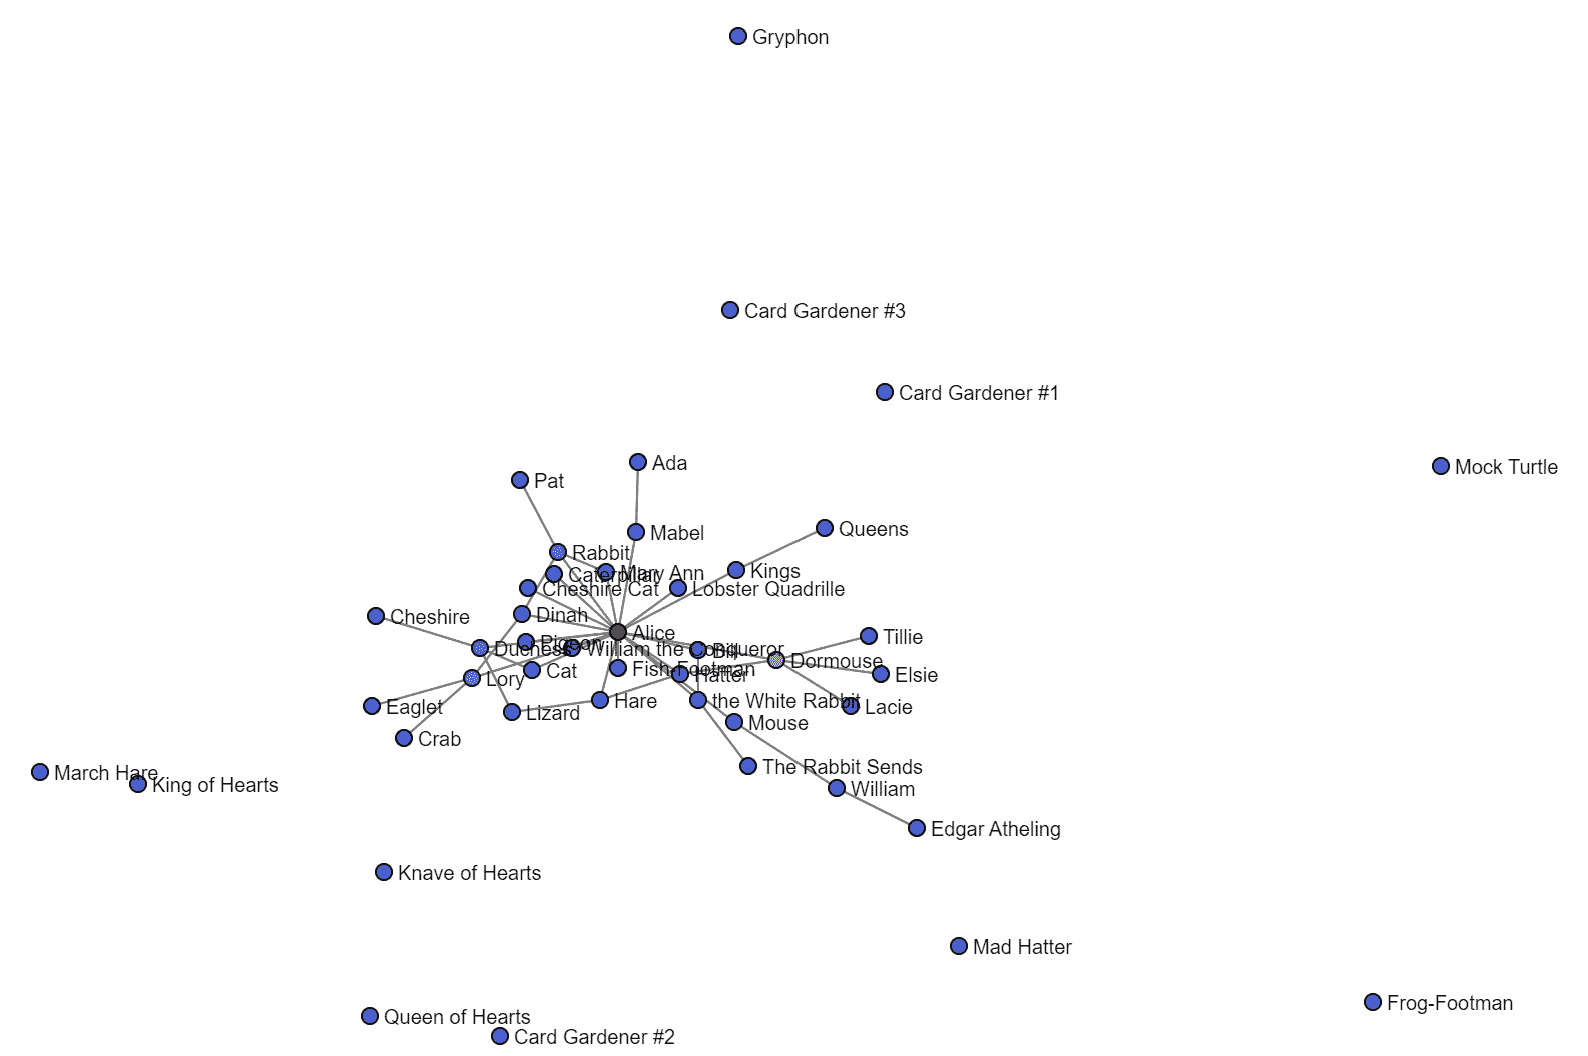 Gryphon
Card Gardener #3
Card Gardener #1
Ada
Mock Turtle
Pat
Queens
Mabel
Rabbit
Kings
Mary Ann
Caterpillar
Cheshire Cat
Lobster Quadrille
Dinah
Cheshire
Alice
Tillie
Pigeon
Duchess
William the Conqueror
Bill
Dormouse
Fish-Footman
Cat
Hatter
Elsie
Lory
Hare
the White Rabbit
Eaglet
Lacie
Lizard
Mouse
Crab
The Rabbit Sends
March Hare
King of Hearts
William
Edgar Atheling
Knave of Hearts
Mad Hatter
Frog-Footman
Queen of Hearts
Card Gardener #2